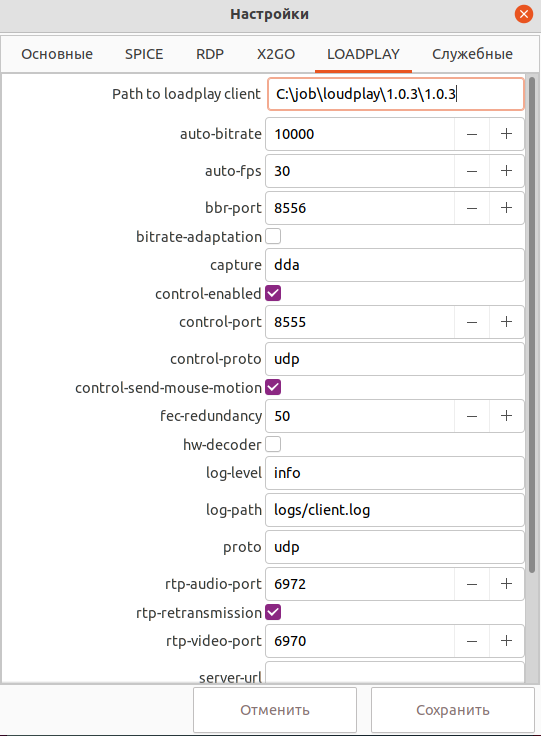 Настройки
Основные SPICE RDP X2GO LOADPLAY Служебные
Path to loadplay client C:\job\loudplay\1.0.3\1.0.3
auto-bitrate 10000
auto-fps 30
bbr-port 8556
bitrate-adaptation
capture dda
control-enabled
control-port 8555
control-proto udp
control-send-mouse-motion
fec-redundancy 50
hw-decoder
log-level info
log-path logs/client.log
proto udp
rtp-audio-port 6972
rtp-retransmission
rtp-video-port 6970
server-url
Отменить Сохранить